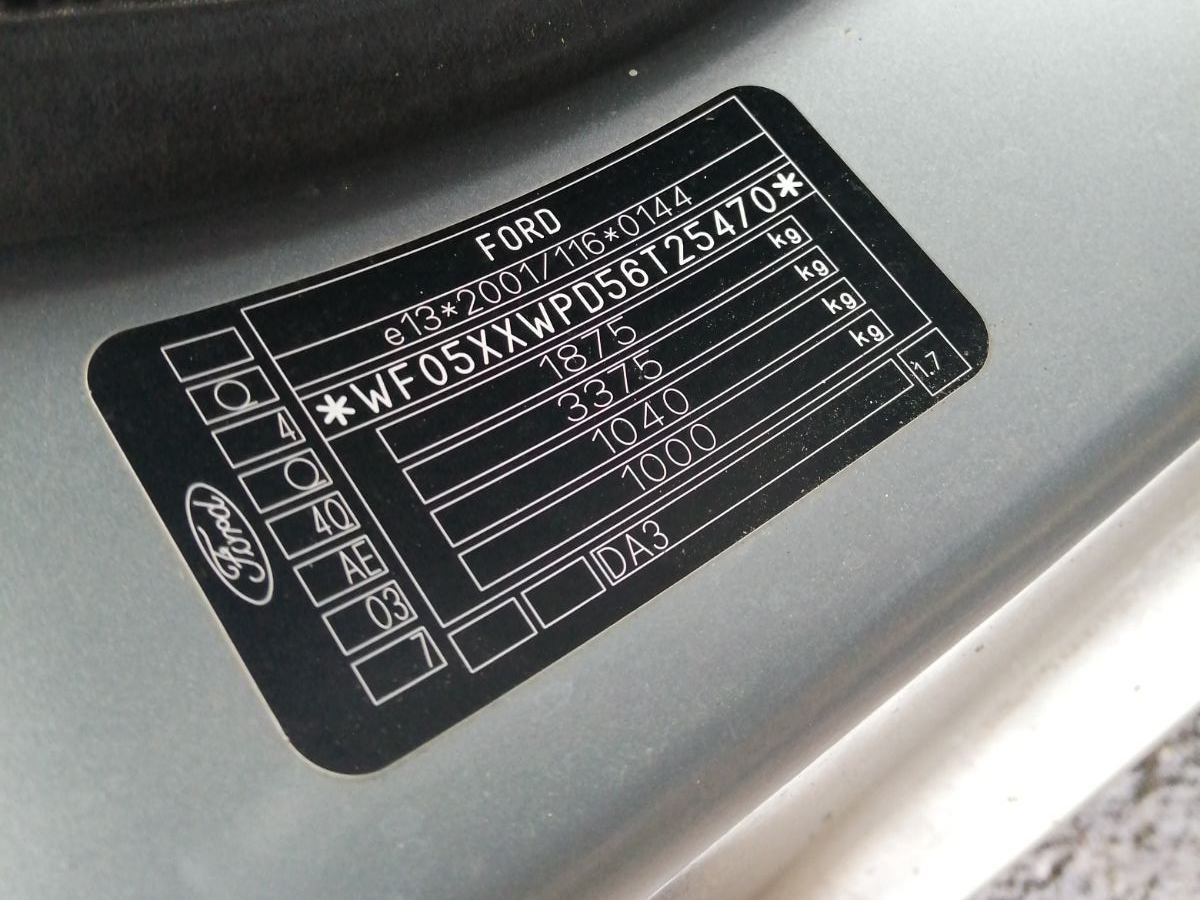 FORD
e13*2001/116*0144
*WF05XXWPD56T25470*
1875 kg
3375 kg
1040 kg
1000 kg
1.7
DA3
Q
4
Q
4Q
AE
03
7
Ford